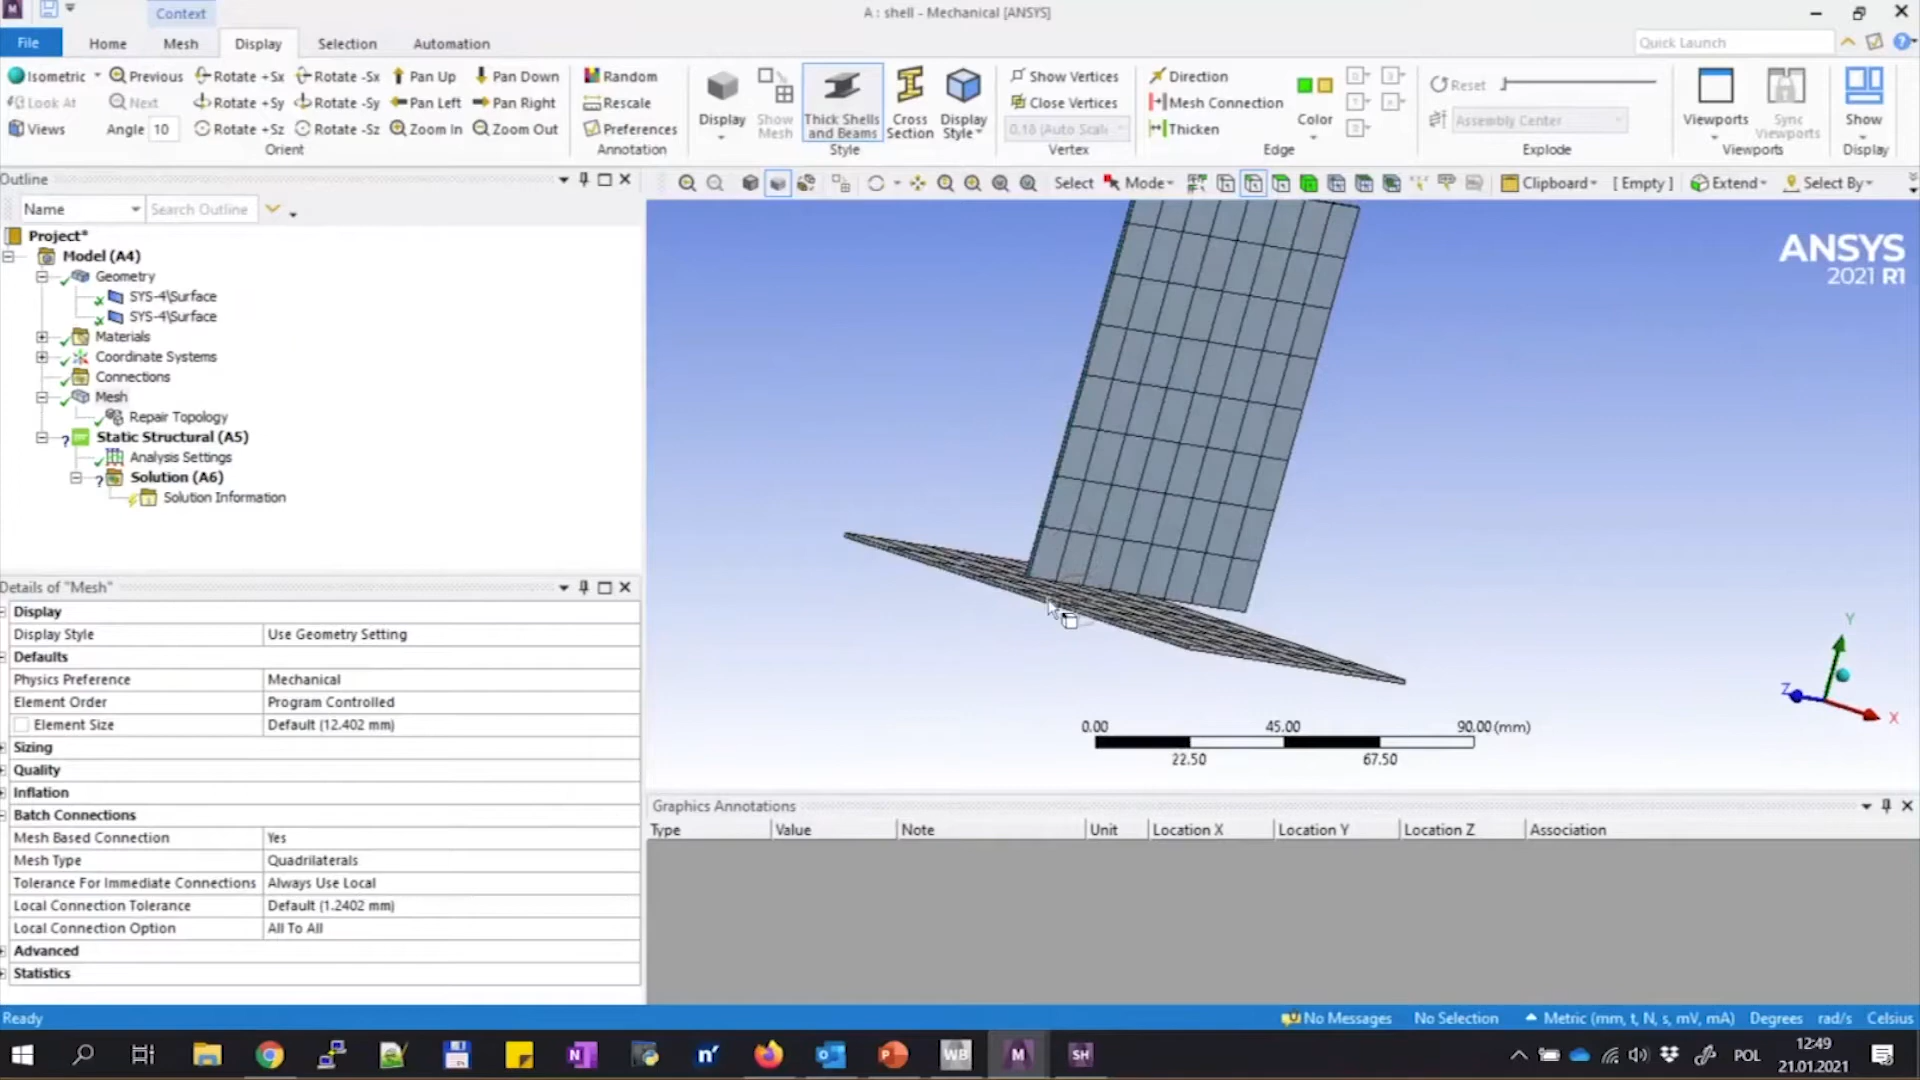 Context
A : shell - Mechanical [ANSYS]
File Home Mesh Display Selection Automation
Quick Launch
Isometric Previous Rotate +Sx Rotate -Sx Pan Up Pan Down
Look At Next Rotate +Sy Rotate -Sy Pan Left Pan Right
Views Angle 10 Rotate +Sz Rotate -Sz Zoom In Zoom Out
Orient
Random
Rescale
Preferences
Annotation
Display
Show Mesh
Thick Shells and Beams
Cross Section
Display Style
Style
Show Vertices
Close Vertices
0.18 (Auto Scale
Vertex
Direction
Mesh Connection
Thicken
Color
Edge
Reset
Assembly Center
Explode
Viewports
Sync Viewports
Viewports
Show
Display
Outline
Select Mode Clipboard [ Empty ] Extend Select By
Name Search Outline
Project*
Model (A4)
Geometry
SYS-4\Surface
SYS-4\Surface
Materials
Coordinate Systems
Connections
Mesh
Repair Topology
Static Structural (A5)
Analysis Settings
Solution (A6)
Solution Information
Details of "Mesh"
Display
Display Style Use Geometry Setting
Defaults
Physics Preference Mechanical
Element Order Program Controlled
Element Size Default (12.402 mm)
Sizing
Quality
Inflation
Batch Connections
Mesh Based Connection Yes
Mesh Type Quadrilaterals
Tolerance For Immediate Connections Always Use Local
Local Connection Tolerance Default (1.2402 mm)
Local Connection Option All To All
Advanced
Statistics
ANSYS
2021 R1
Y
Z
X
0.00 45.00 90.00 (mm)
22.50 67.50
Graphics Annotations
Type Value Note Unit Location X Location Y Location Z Association
Ready
No Messages No Selection Metric (mm, t, N, s, mV, mA) Degrees rad/s Celsius
WB M SH
POL
12:49
21.01.2021